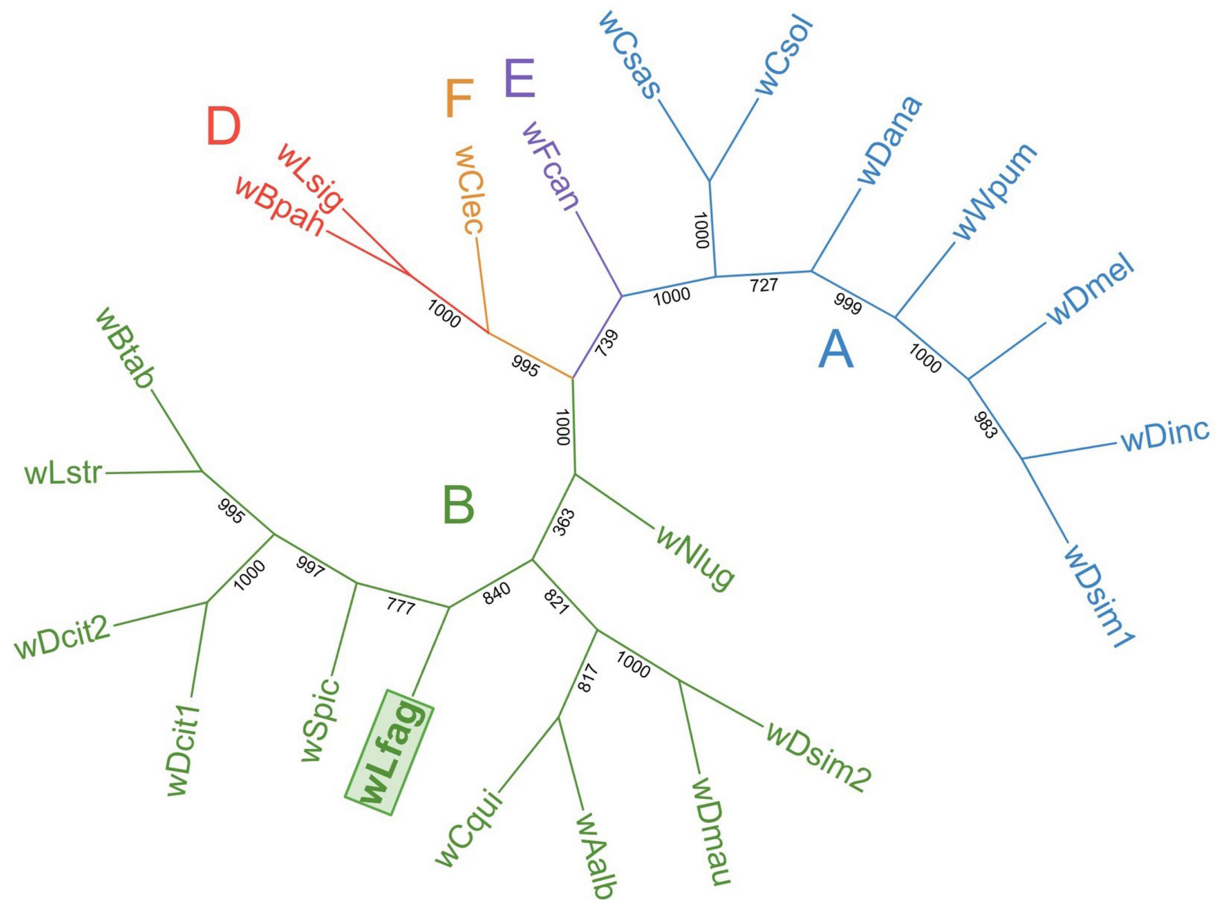 wCsas
wCsol
E
F
wDana
D
wFcan
wLsig
wClec
wWpum
wBpah
1000
wDmel
1000
727
999
1000
wBtab
739
A
1000
995
983
wDinc
1000
wLstr
B
995
363
wNlug
wDsim1
1000
997
777
840
821
wDcit2
1000
817
wDcit1
wSpic
wLfag
wDsim2
wCqui
wAalb
wDmau